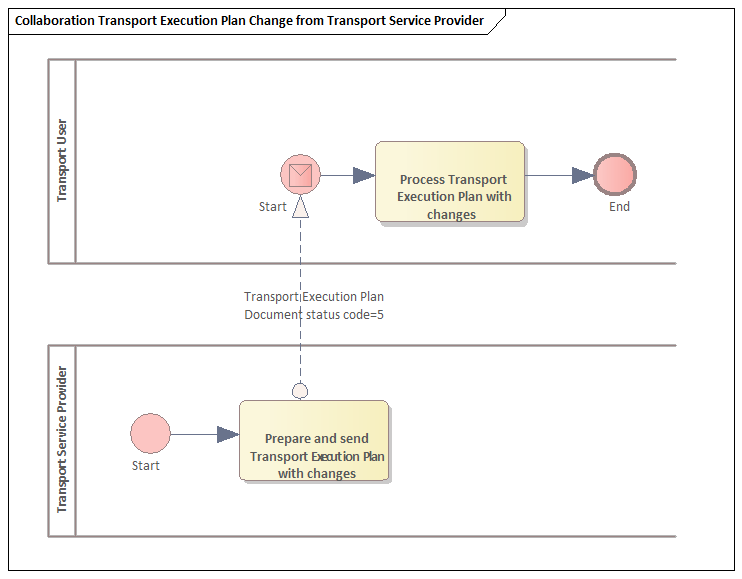 Collaboration Transport Execution Plan Change from Transport Service Provider
Transport User
Start
Process Transport
Execution Plan with
changes
End
Transport Execution Plan
Document status code=5
Transport Service Provider
Start
Prepare and send
Transport Execution Plan
with changes